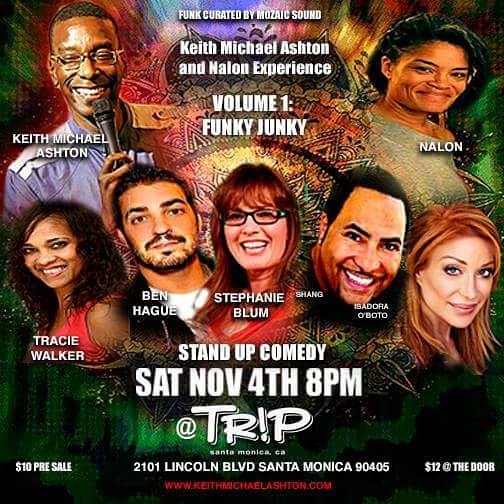 FUNK CURATED BY MOZAIC SOUND
Keith Michael Ashton
and Nalon Experience
VOLUME 1:
FUNKY JUNKY
KEITH MICHAEL
ASHTON
NALON
TRACIE
WALKER
BEN
HAGUE
STEPHANIE
BLUM
SHANG
ISADORA
O'BOTO
STAND UP COMEDY
SAT NOV 4TH 8PM
@ TR!P
santa monica, ca
$10 PRE SALE
2101 LINCOLN BLVD SANTA MONICA 90405
$12 @ THE DOOR
WWW.KEITHMICHAELASHTON.COM